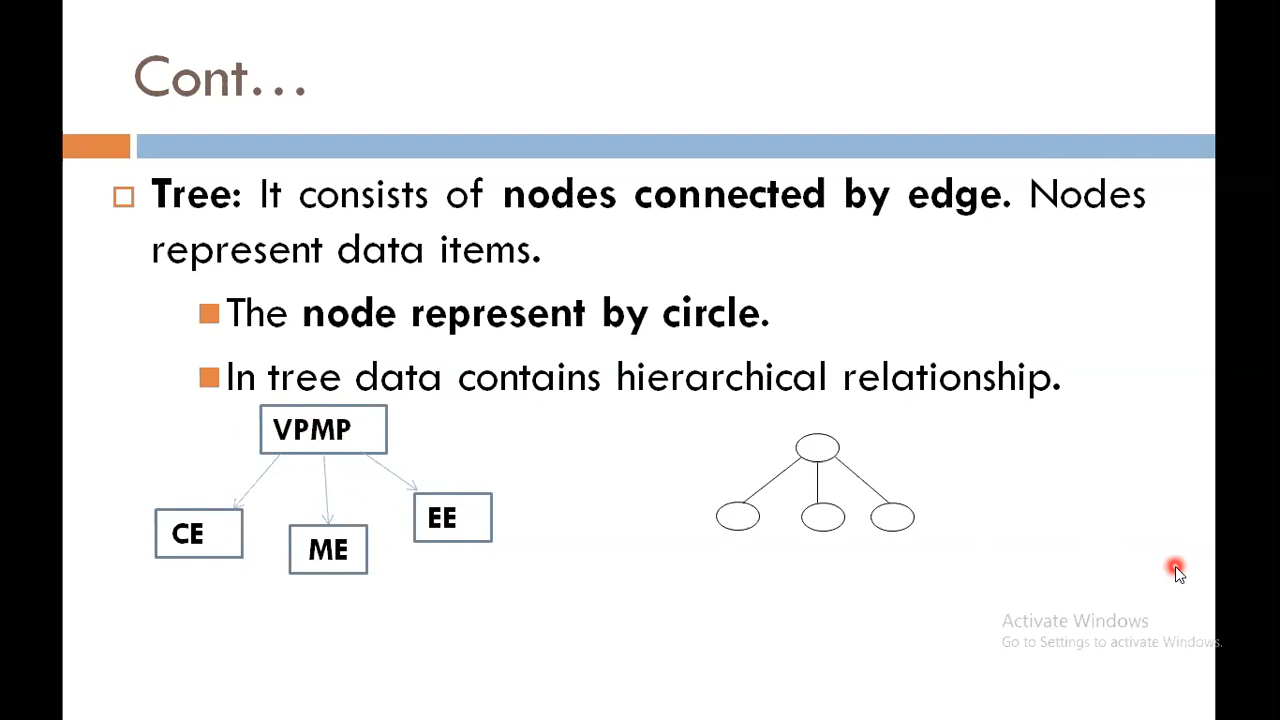 Cont...
Tree: It consists of nodes connected by edge. Nodes
represent data items.
The node represent by circle.
In tree data contains hierarchical relationship.
VPMP
CE
ME
EE
Activate Windows
Go to Settings to activate Windows.